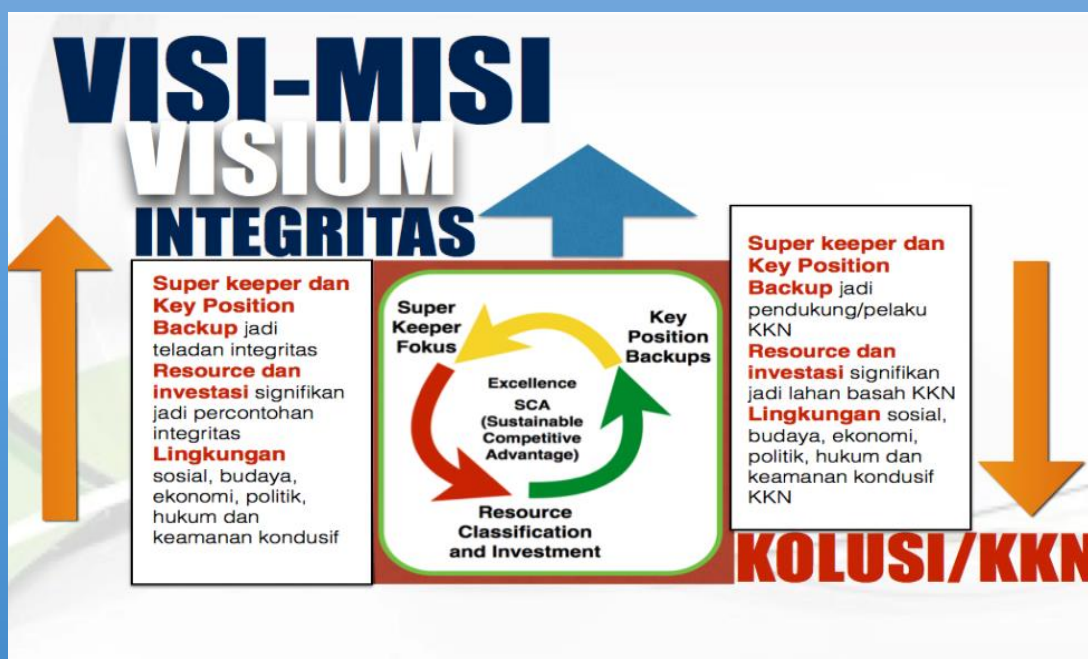 VISI-MISI
VISIUM
INTEGRITAS
Super keeper dan
Key Position
Backup jadi
teladan integritas
Resource dan
investasi signifikan
jadi percontohan
integritas
Lingkungan
sosial, budaya,
ekonomi, politik,
hukum dan
keamanan kondusif
Super
Keeper
Fokus
Key
Position
Backups
Excellence
SCA
(Sustainable
Competitive
Advantage)
Resource
Classification
and Investment
Super keeper dan
Key Position
Backup jadi
pendukung/pelaku
KKN
Resource dan
investasi signifikan
jadi lahan basah KKN
Lingkungan sosial,
budaya, ekonomi,
politik, hukum dan
keamanan kondusif
KKN
KOLUSI/KKN